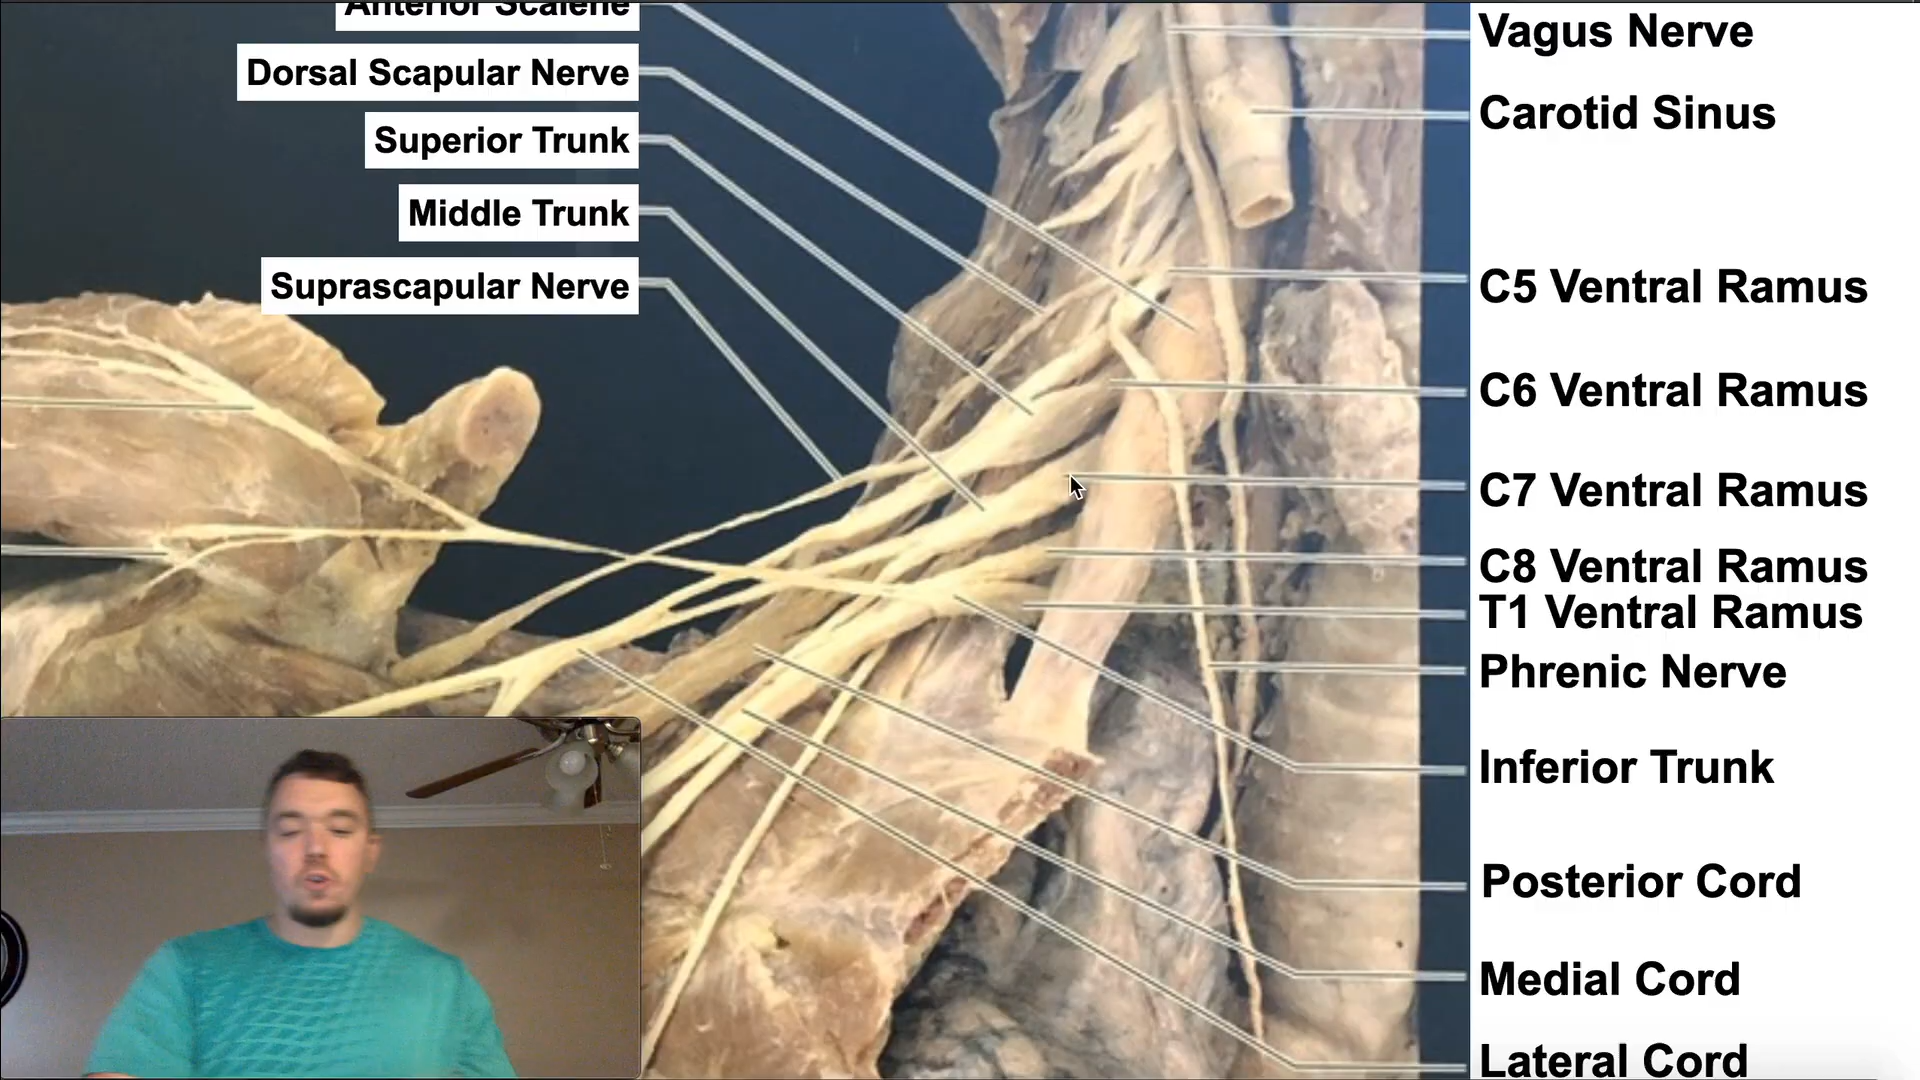 Anterior Scalene
Dorsal Scapular Nerve
Superior Trunk
Middle Trunk
Suprascapular Nerve
Vagus Nerve
Carotid Sinus
C5 Ventral Ramus
C6 Ventral Ramus
C7 Ventral Ramus
C8 Ventral Ramus
T1 Ventral Ramus
Phrenic Nerve
Inferior Trunk
Posterior Cord
Medial Cord
Lateral Cord